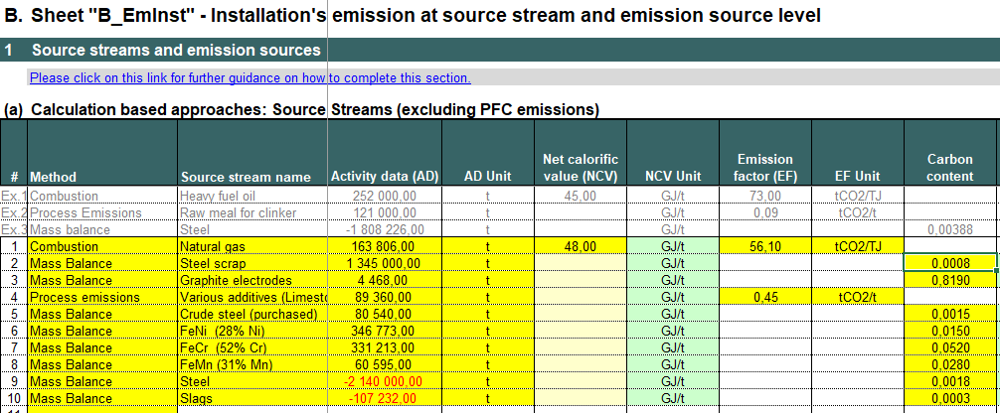 B. Sheet "B_EmInst" - Installation's emission at source stream and emission source level
1 Source streams and emission sources
Please click on this link for further guidance on how to complete this section.
(a) Calculation based approaches: Source Streams (excluding PFC emissions)
# Method Source stream name Activity data (AD) AD Unit Net calorific value (NCV) NCV Unit Emission factor (EF) EF Unit Carbon content
Ex.1 Combustion Heavy fuel oil 252 000,00 t 45,00 GJ/t 73,00 tCO2/TJ
Ex.2 Process Emissions Raw meal for clinker 121 000,00 t GJ/t 0,09 tCO2/t
Ex.3 Mass balance Steel -1 808 226,00 t GJ/t 0,00388
1 Combustion Natural gas 163 806,00 t 48,00 GJ/t 56,10 tCO2/TJ
2 Mass Balance Steel scrap 1 345 000,00 t GJ/t 0,0008
3 Mass Balance Graphite electrodes 4 468,00 t GJ/t 0,8190
4 Process emissions Various additives (Limesto 89 360,00 t GJ/t 0,45 tCO2/t
5 Mass Balance Crude steel (purchased) 80 540,00 t GJ/t 0,0015
6 Mass Balance FeNi (28% Ni) 346 773,00 t GJ/t 0,0150
7 Mass Balance FeCr (52% Cr) 331 213,00 t GJ/t 0,0520
8 Mass Balance FeMn (31% Mn) 60 595,00 t GJ/t 0,0280
9 Mass Balance Steel -2 140 000,00 t GJ/t 0,0018
10 Mass Balance Slags -107 232,00 t GJ/t 0,0003